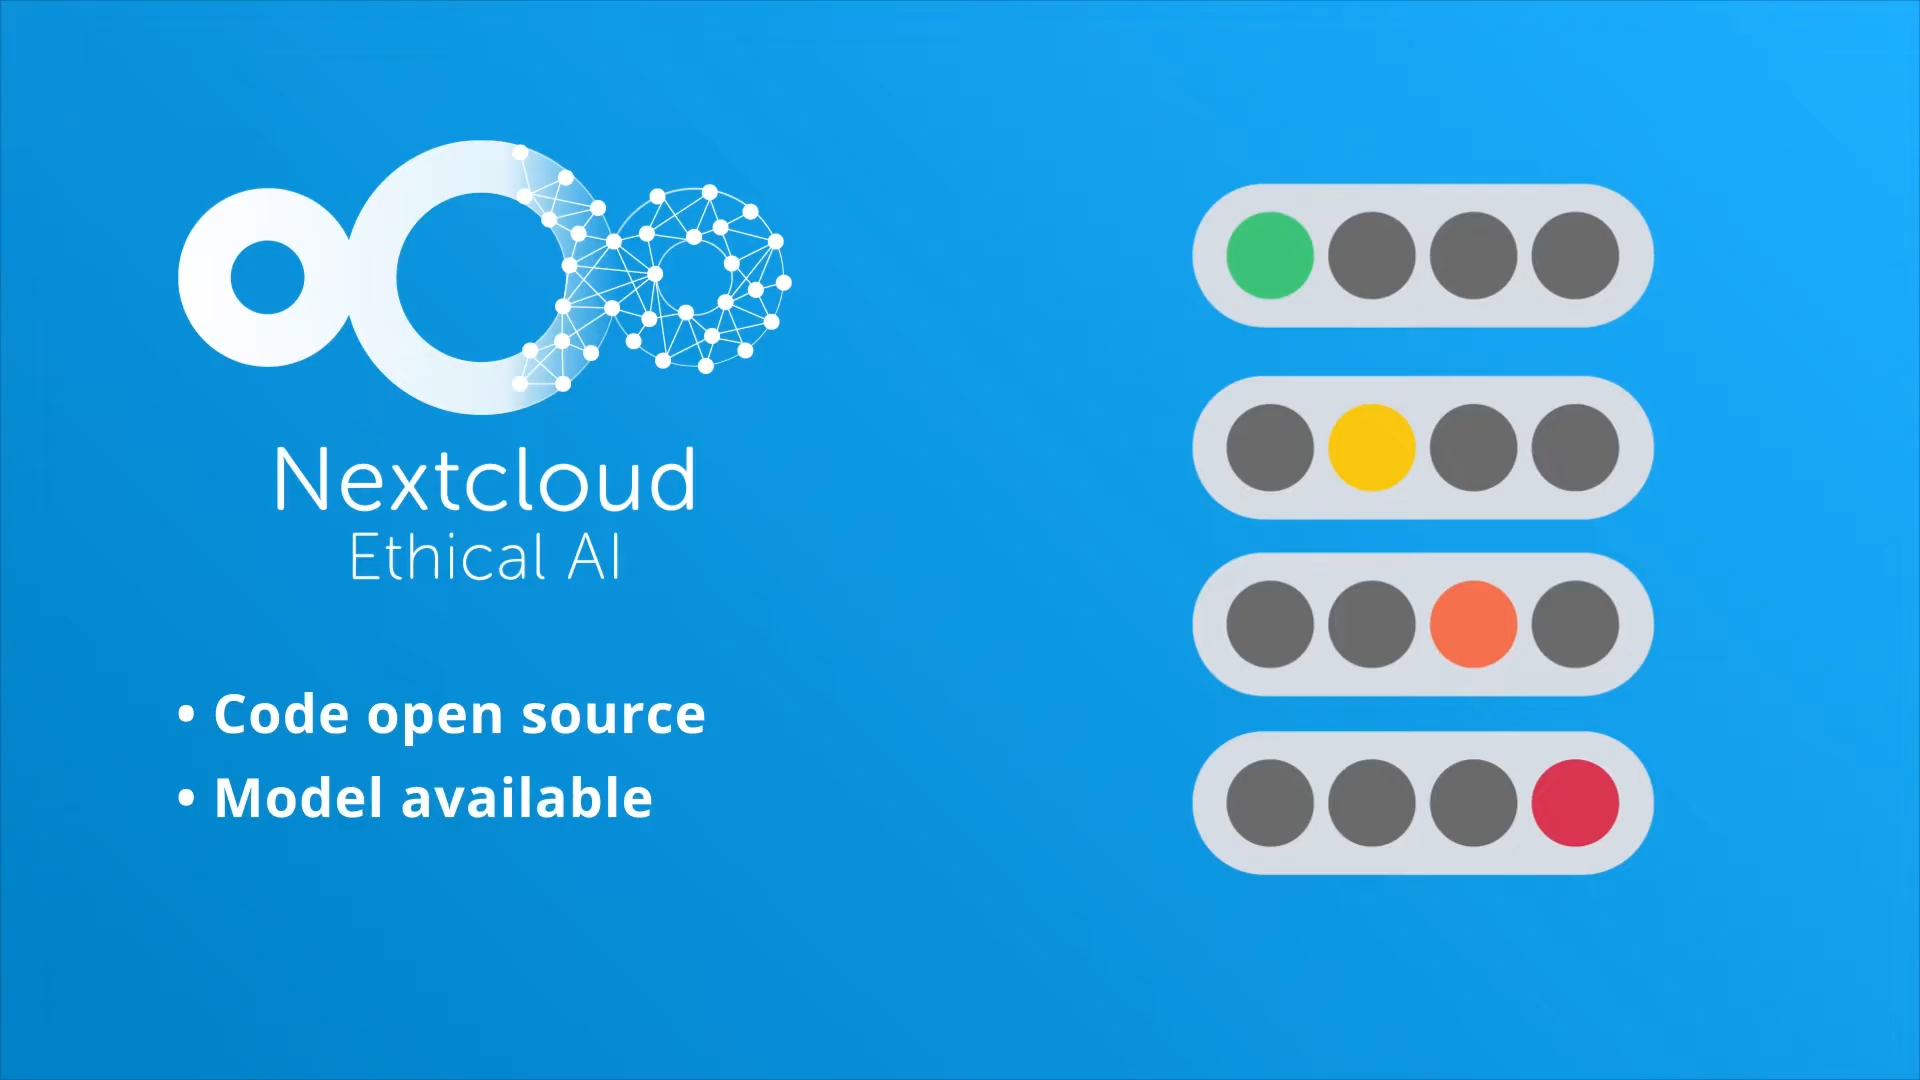 Nextcloud
Ethical AI
• Code open source
• Model available